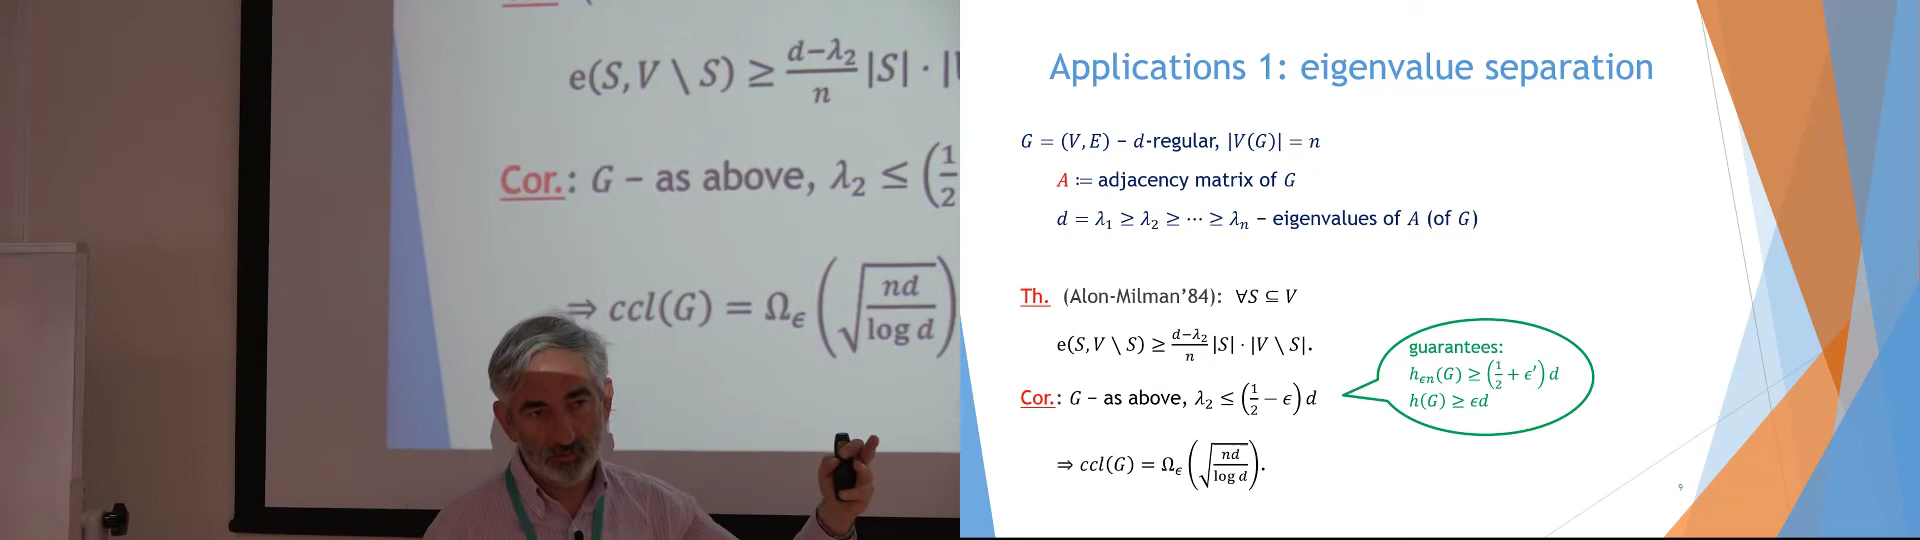 e(S, V \ S) ≥ d−λ₂/n |S| · |
Cor.: G – as above, λ₂ ≤ (1/2
⇒ ccl(G) = Ω_ϵ (√(nd/log d))
Applications 1: eigenvalue separation
G = (V, E) – d-regular, |V(G)| = n
A ≔ adjacency matrix of G
d = λ₁ ≥ λ₂ ≥ ⋯ ≥ λₙ – eigenvalues of A (of G)
Th. (Alon-Milman’84): ∀S ⊆ V
e(S, V \ S) ≥ d−λ₂/n |S| · |V \ S|.
guarantees:
h_ϵn(G) ≥ (1/2 + ϵ′) d
h(G) ≥ ϵd
Cor.: G – as above, λ₂ ≤ (1/2 − ϵ) d
⇒ ccl(G) = Ω_ϵ (√(nd/log d)).
9